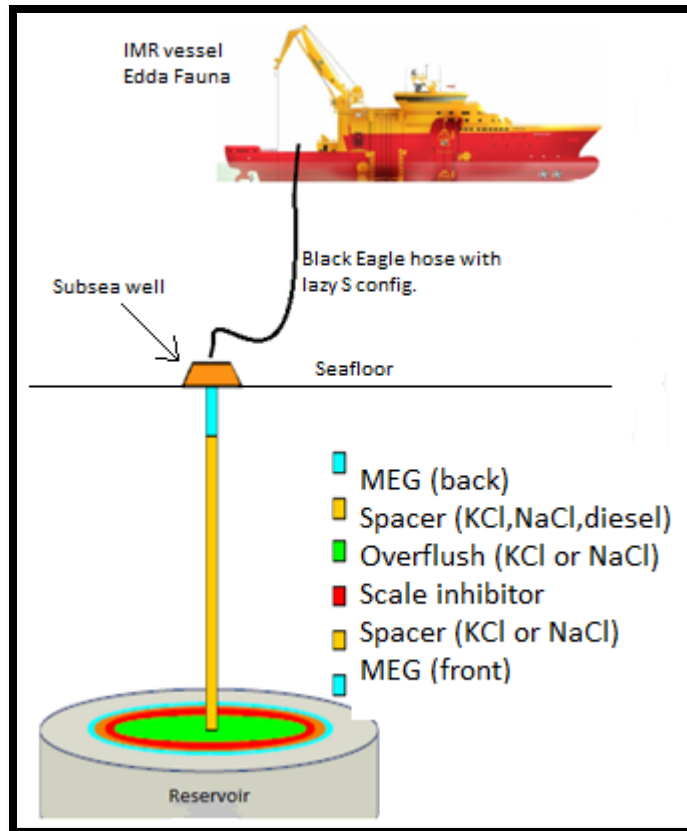 IMR vessel
Edda Fauna
Black Eagle hose with
lazy S config.
Subsea well
Seafloor
MEG (back)
Spacer (KCl,NaCl,diesel)
Overflush (KCl or NaCl)
Scale inhibitor
Spacer (KCl or NaCl)
MEG (front)
Reservoir